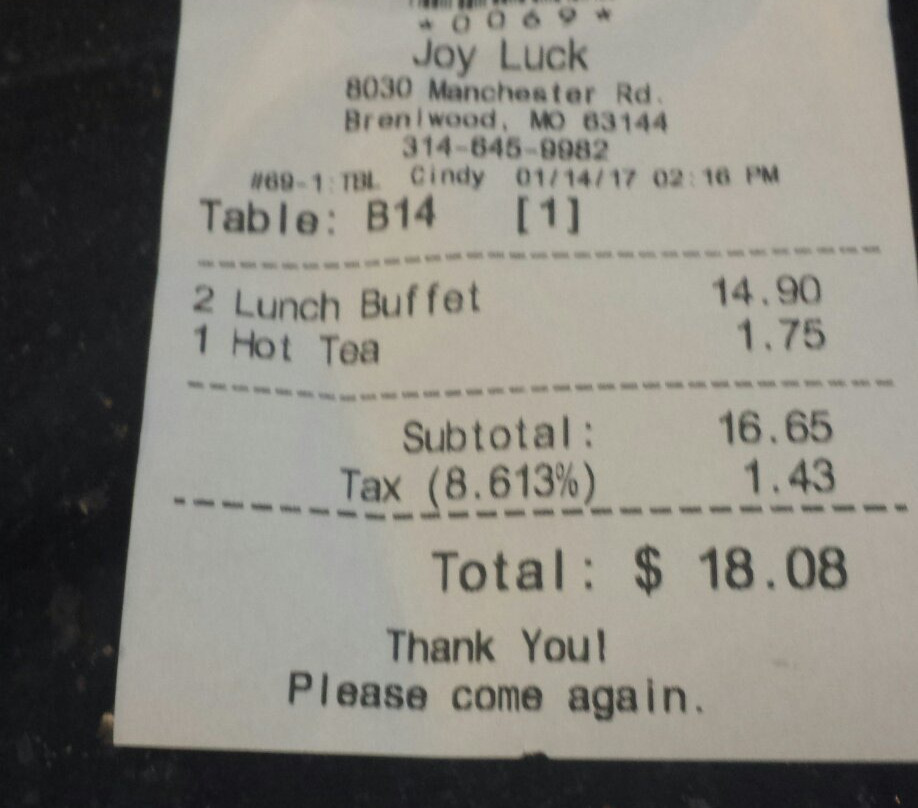 *0069*
Joy Luck
8030 Manchester Rd.
Brentwood, MO 63144
314-645-9982
#69-1:TBL Cindy 01/14/17 02:16 PM
Table: B14 [1]
2 Lunch Buffet 14.90
1 Hot Tea 1.75
Subtotal: 16.65
Tax (8.613%) 1.43
Total: $ 18.08
Thank You!
Please come again.